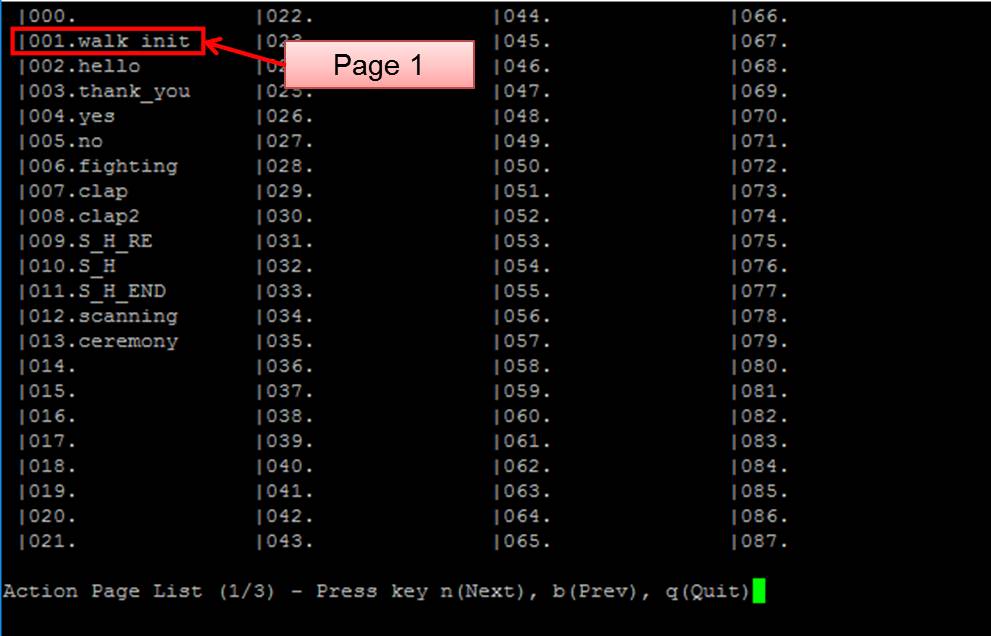 |000. |022. |044. |066.
|001.walk init |023. |045. |067.
Page 1
|002.hello |046. |068.
|003.thank_you |025. |047. |069.
|004.yes |026. |048. |070.
|005.no |027. |049. |071.
|006.fighting |028. |050. |072.
|007.clap |029. |051. |073.
|008.clap2 |030. |052. |074.
|009.S_H_RE |031. |053. |075.
|010.S_H |032. |054. |076.
|011.S_H_END |033. |055. |077.
|012.scanning |034. |056. |078.
|013.ceremony |035. |057. |079.
|014. |036. |058. |080.
|015. |037. |059. |081.
|016. |038. |060. |082.
|017. |039. |061. |083.
|018. |040. |062. |084.
|019. |041. |063. |085.
|020. |042. |064. |086.
|021. |043. |065. |087.
Action Page List (1/3) - Press key n(Next), b(Prev), q(Quit)